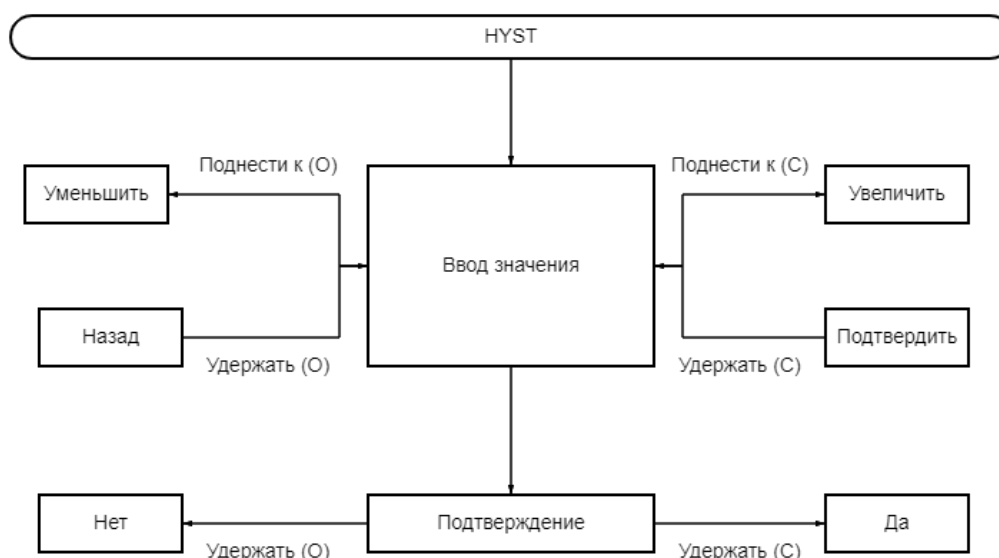 HYST
Поднести к (О)
Поднести к (С)
Уменьшить
Увеличить
Ввод значения
Назад
Подтвердить
Удержать (О)
Удержать (С)
Нет
Подтверждение
Да
Удержать (О)
Удержать (С)